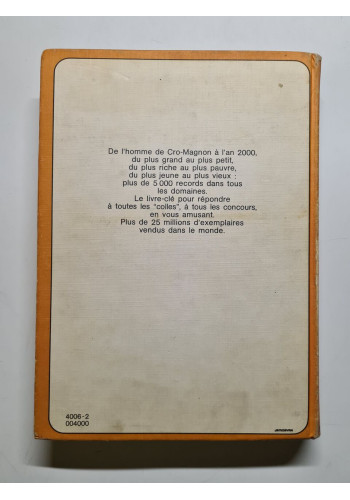 De l'homme de Cro-Magnon à l'an 2000,
du plus grand au plus petit,
du plus riche au plus pauvre,
du plus jeune au plus vieux :
plus de 5 000 records dans tous
les domaines.
Le livre-clé pour répondre
à toutes les "colles", à tous les concours,
en vous amusant.
Plus de 25 millions d'exemplaires
vendus dans le monde.
4006-2
004000